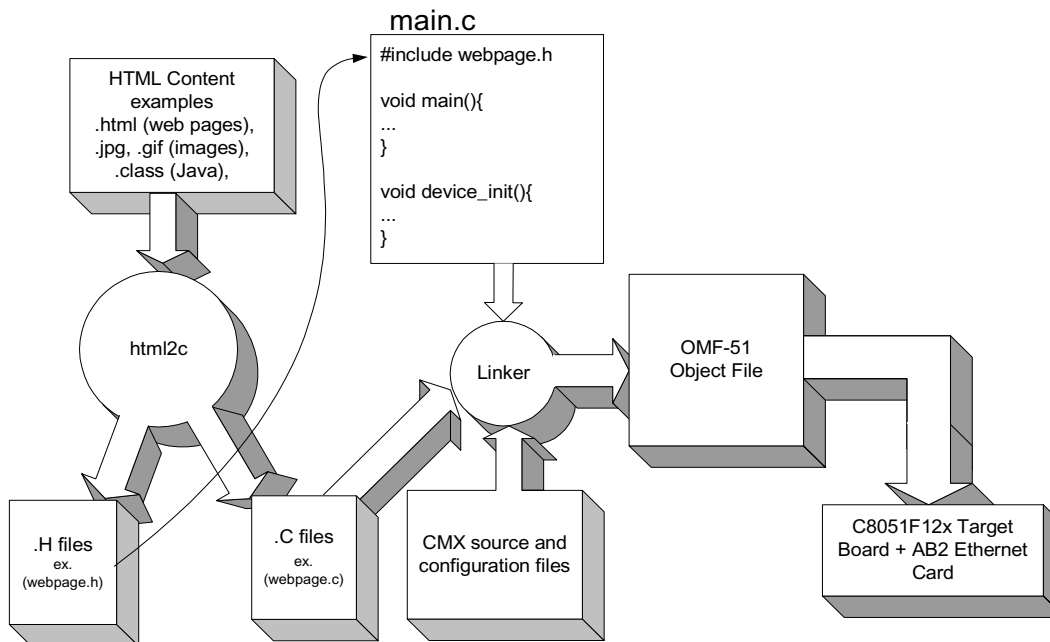 main.c
#include webpage.h
void main(){
...
}
void device_init(){
...
}
HTML Content
examples
.html (web pages),
.jpg, .gif (images),
.class (Java),
html2c
Linker
OMF-51
Object File
.H files
ex.
(webpage.h)
.C files
ex.
(webpage.c)
CMX source and
configuration files
C8051F12x Target
Board + AB2 Ethernet
Card